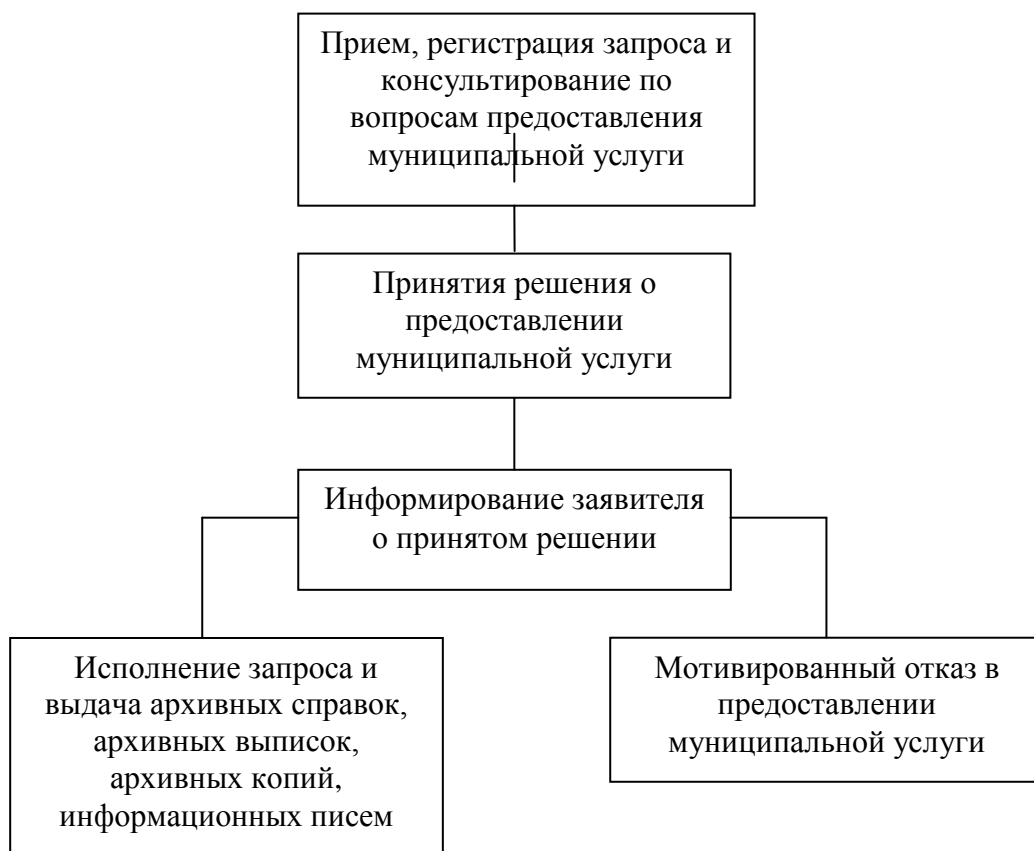 Прием, регистрация запроса и
консультирование по
вопросам предоставления
муниципальной услуги
Принятия решения о
предоставлении
муниципальной услуги
Информирование заявителя
о принятом решении
Исполнение запроса и
выдача архивных справок,
архивных выписок,
архивных копий,
информационных писем
Мотивированный отказ в
предоставлении
муниципальной услуги